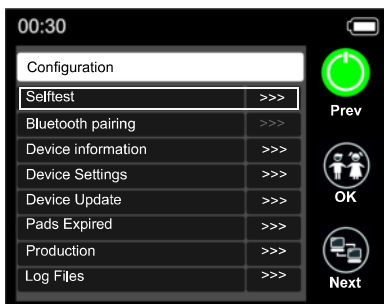 00:30
Configuration
Selftest >>>
Prev
Bluetooth pairing >>>
Device information >>>
Device Settings >>>
OK
Device Update >>>
Pads Expired >>>
Production >>>
Log Files >>>
Next